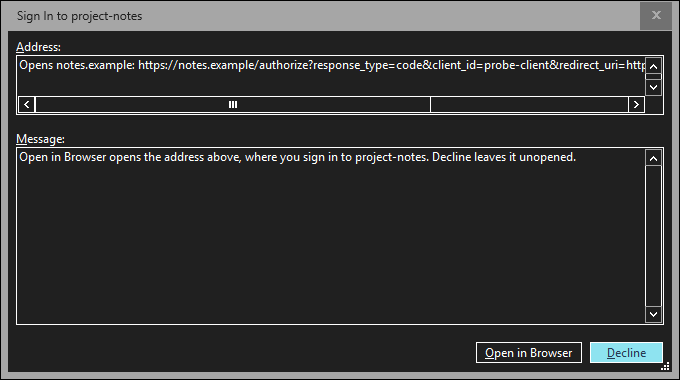 Sign In to project-notes
Address:
Opens notes.example: https://notes.example/authorize?response_type=code&client_id=probe-client&redirect_uri=http
Message:
Open in Browser opens the address above, where you sign in to project-notes. Decline leaves it unopened.
Open in Browser
Decline